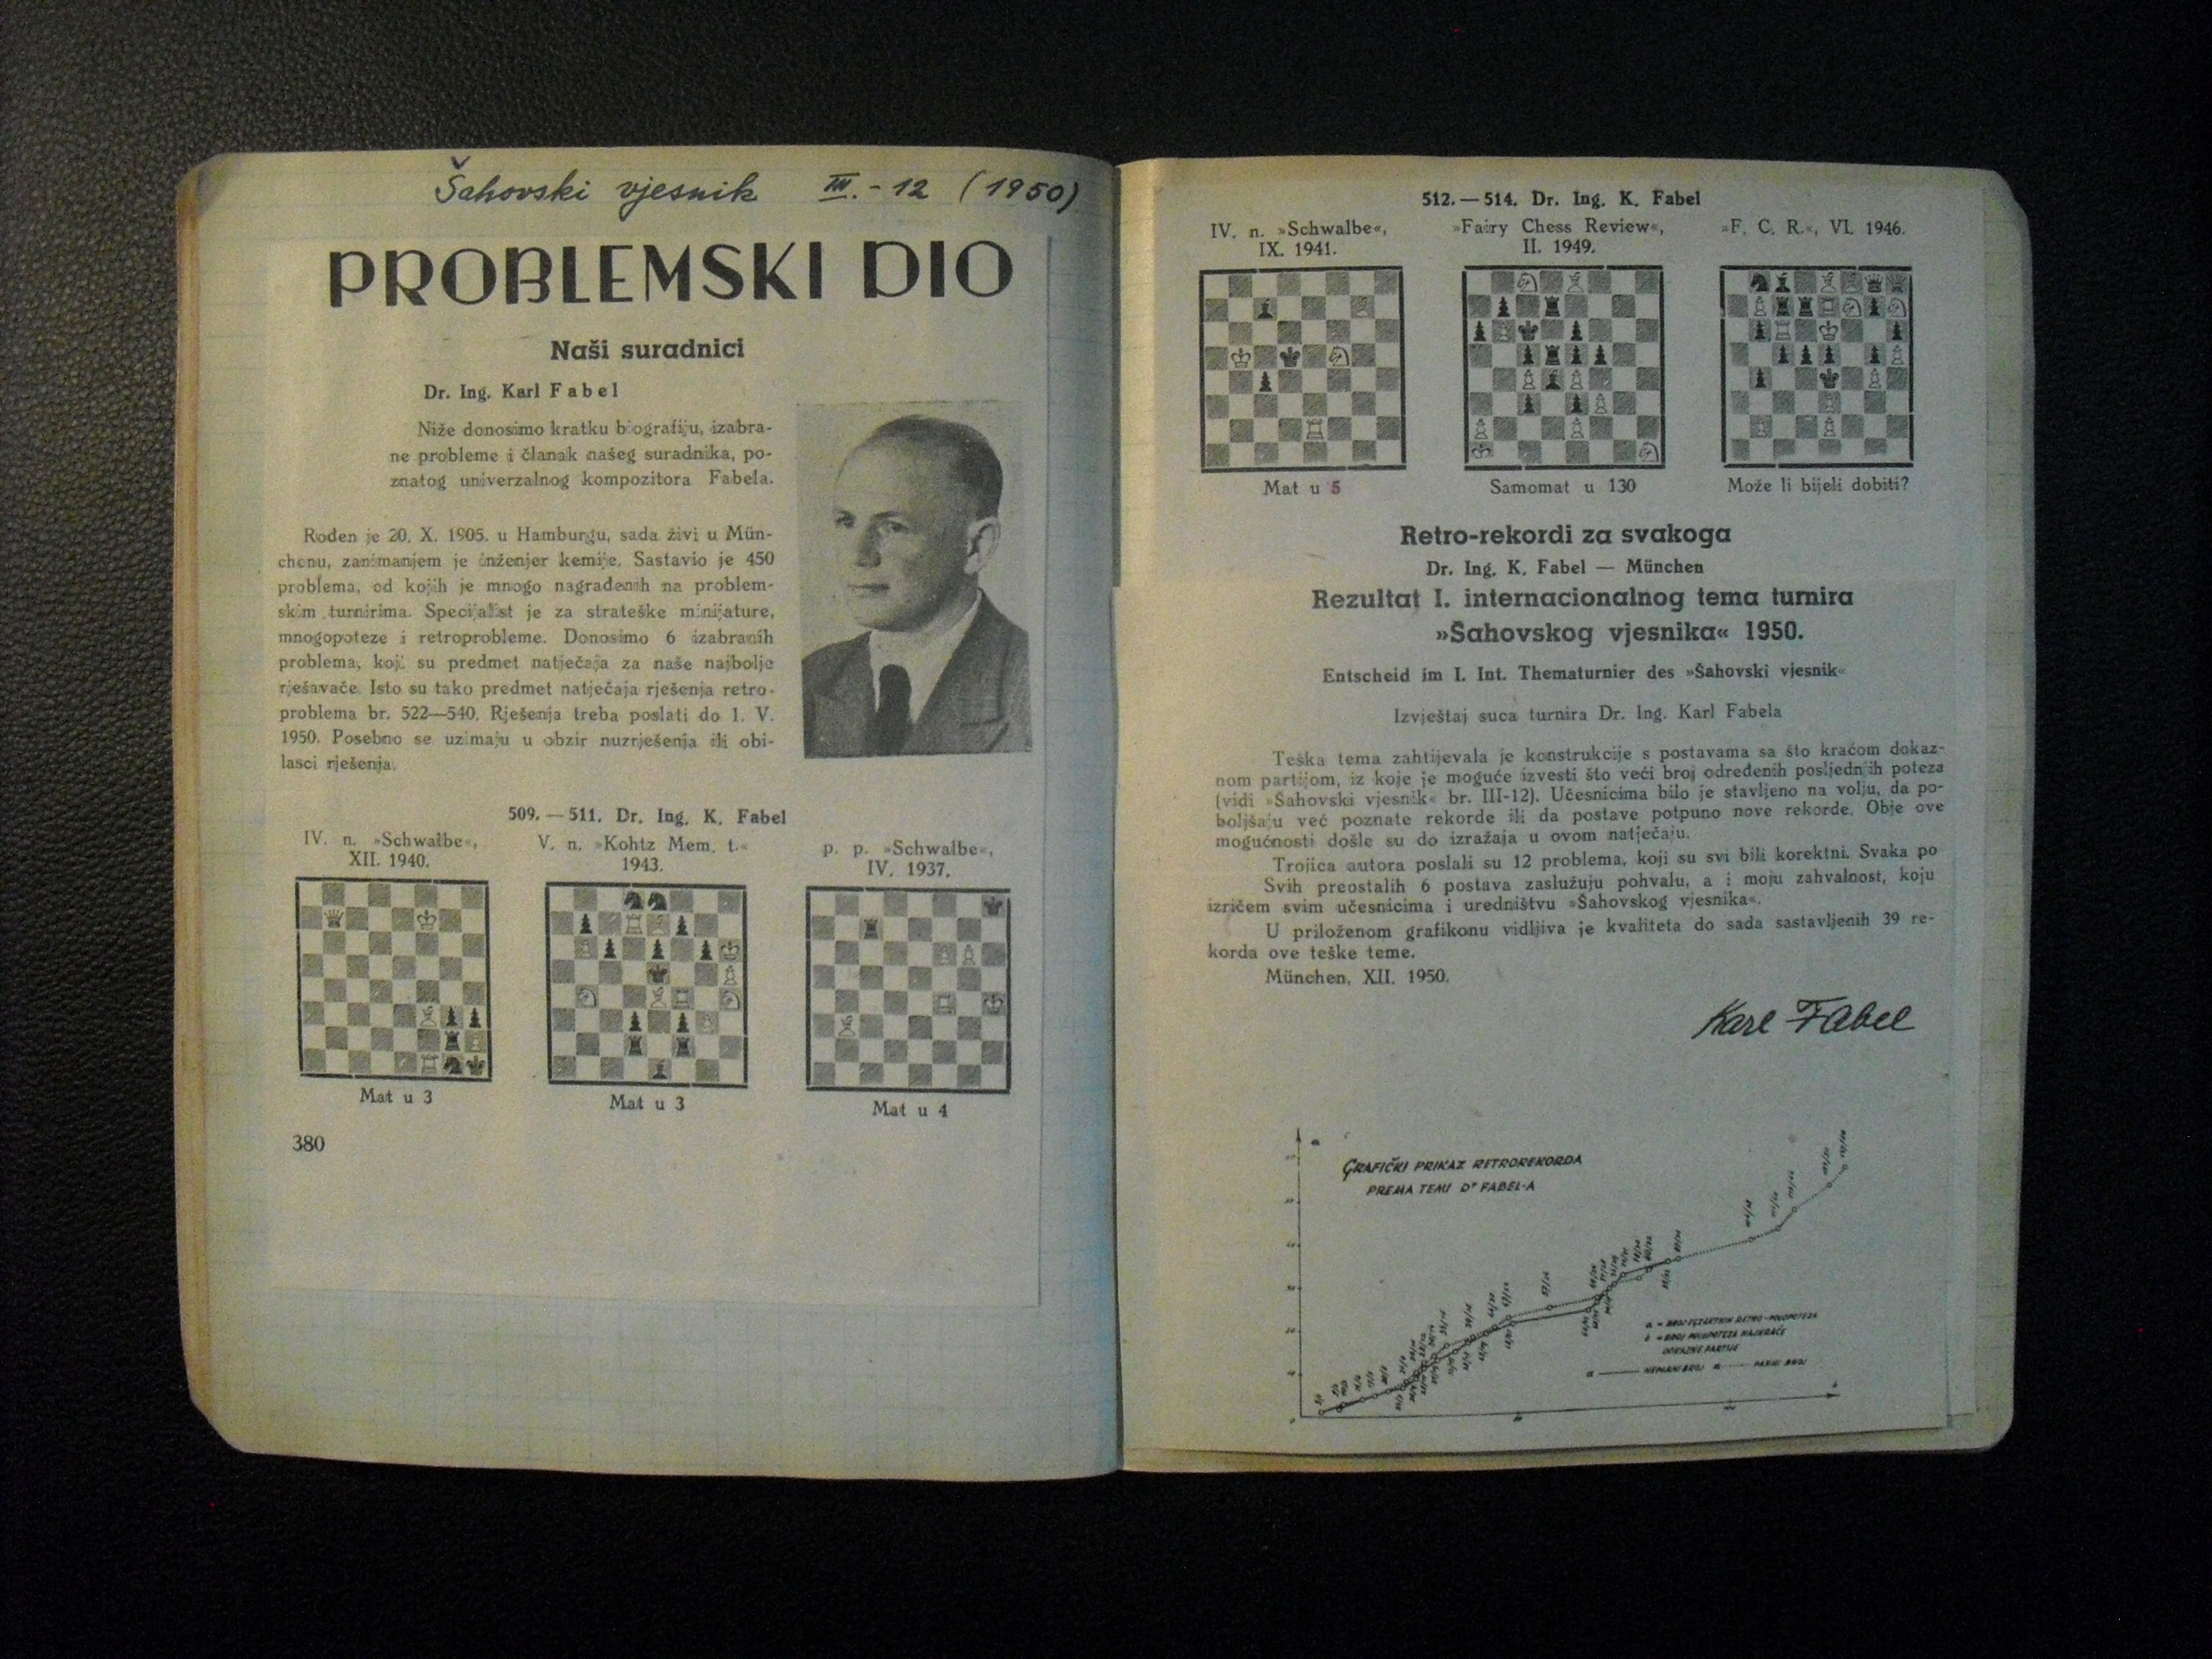 Šahovski vjesnik III.-12 (1950)
PROBLEMSKI DIO
Naši suradnici
Dr. Ing. Karl Fabel
Niže donosimo kratku biografiju, izabra-
ne probleme i članak našeg suradnika, po-
znatog univerzalnog kompozitora Fabela.
Rođen je 20. X. 1905. u Hamburgu, sada živi u Mün-
chenu, zanimanjem je inženjer kemije. Sastavio je 450
problema, od kojih je mnogo nagrađenih na problem-
skim turnirima. Specijalist je za strateške minijature,
mnogopoteze i retroprobleme. Donosimo 6 izabranih
problema, koji su predmet natječaja za naše najbolje
rješavače. Isto su tako predmet natječaja rješenja retro-
problema br. 522—540. Rješenja treba poslati do 1. V.
1950. Posebno se uzimaju u obzir nuzrješenja ili obi-
lasci rješenja.
509. — 511. Dr. Ing. K. Fabel
IV. n. »Schwalbe«,
XII. 1940.
V. n. »Kohtz Mem. t.«
1943.
p. p. »Schwalbe«,
IV. 1937.
Mat u 3
Mat u 3
Mat u 4
380
512. — 514. Dr. Ing. K. Fabel
IV. n. »Schwalbe«,
IX. 1941.
»Fairy Chess Review«,
II. 1949.
»F. C. R.«, VI. 1946.
Mat u 5
Samomat u 130
Može li bijeli dobiti?
Retro-rekordi za svakoga
Dr. Ing. K. Fabel — München
Rezultat I. internacionalnog tema turnira
»Šahovskog vjesnika« 1950.
Entscheid im I. Int. Thematurnier des »Šahovski vjesnik«
Izvještaj suca turnira Dr. Ing. Karl Fabela
Teška tema zahtijevala je konstrukcije s postavama sa što kraćom dokaz-
nom partijom, iz koje je moguće izvesti što veći broj određenih posljednjih poteza
(vidi »Šahovski vjesnik« br. III-12). Učesnicima bilo je stavljeno na volju, da po-
boljšaju već poznate rekorde ili da postave potpuno nove rekorde. Obje ove
mogućnosti došle su do izražaja u ovom natječaju.
Trojica autora poslali su 12 problema, koji su svi bili korektni. Svaka po
Svih preostalih 6 postava zaslužuju pohvalu, a i moju zahvalnost, koju
izričem svim učesnicima i uredništvu »Šahovskog vjesnika«.
U priloženom grafikonu vidljiva je kvaliteta do sada sastavljenih 39 re-
korda ove teške teme.
München, XII. 1950.
Karl Fabel
GRAFIČKI PRIKAZ RETROREKORDA
PREMA TEMI Dr FABEL-A